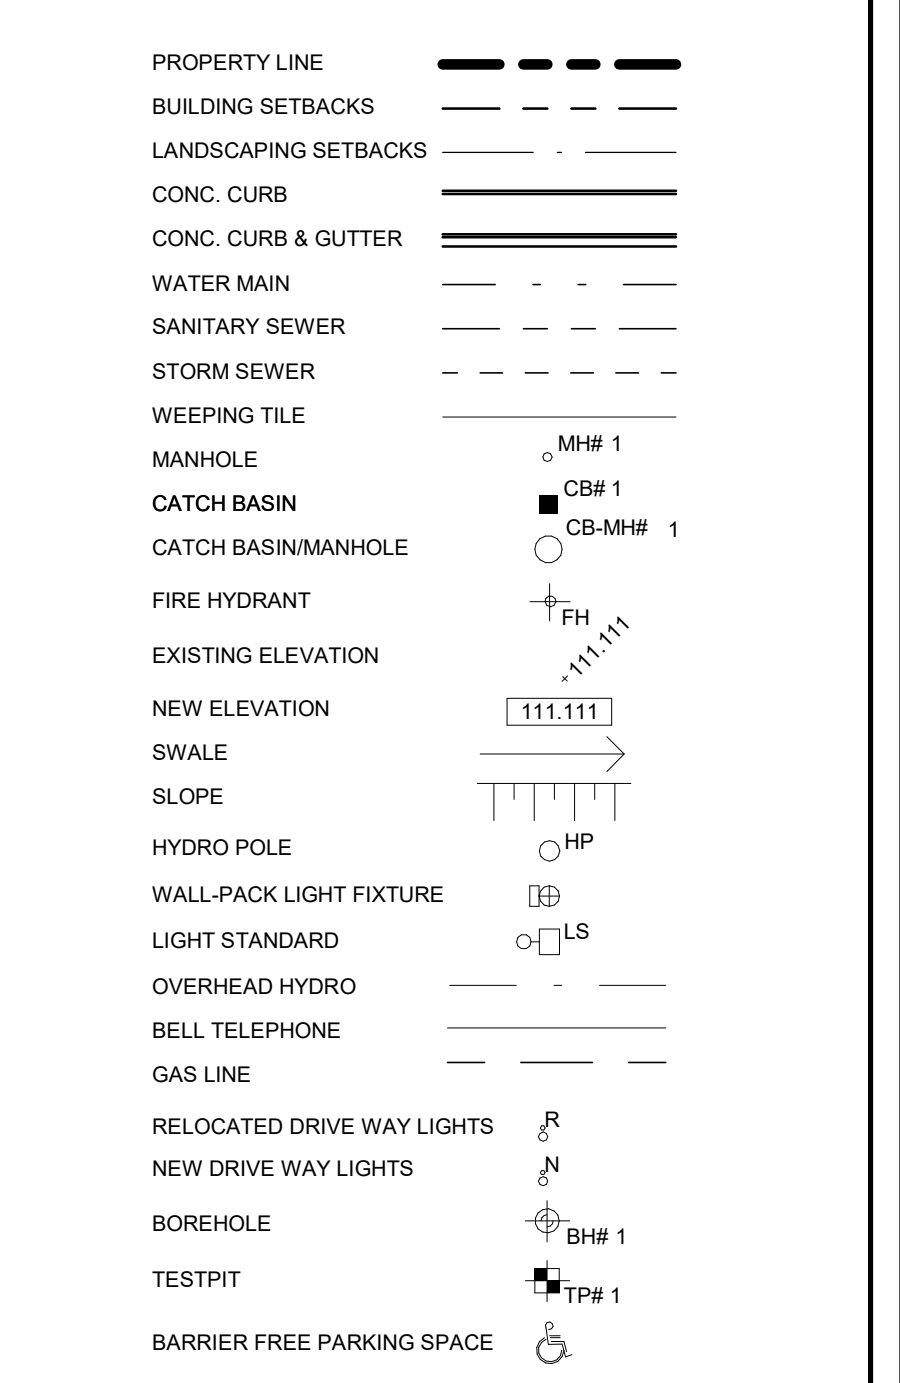 PROPERTY LINE
BUILDING SETBACKS
LANDSCAPING SETBACKS
CONC. CURB
CONC. CURB & GUTTER
WATER MAIN
SANITARY SEWER
STORM SEWER
WEEPING TILE
MANHOLE MH# 1
CATCH BASIN CB# 1
CATCH BASIN/MANHOLE CB-MH# 1
FIRE HYDRANT FH
EXISTING ELEVATION 111.111
NEW ELEVATION 111.111
SWALE
SLOPE
HYDRO POLE HP
WALL-PACK LIGHT FIXTURE
LIGHT STANDARD LS
OVERHEAD HYDRO
BELL TELEPHONE
GAS LINE
RELOCATED DRIVE WAY LIGHTS R
NEW DRIVE WAY LIGHTS N
BOREHOLE BH# 1
TESTPIT TP# 1
BARRIER FREE PARKING SPACE